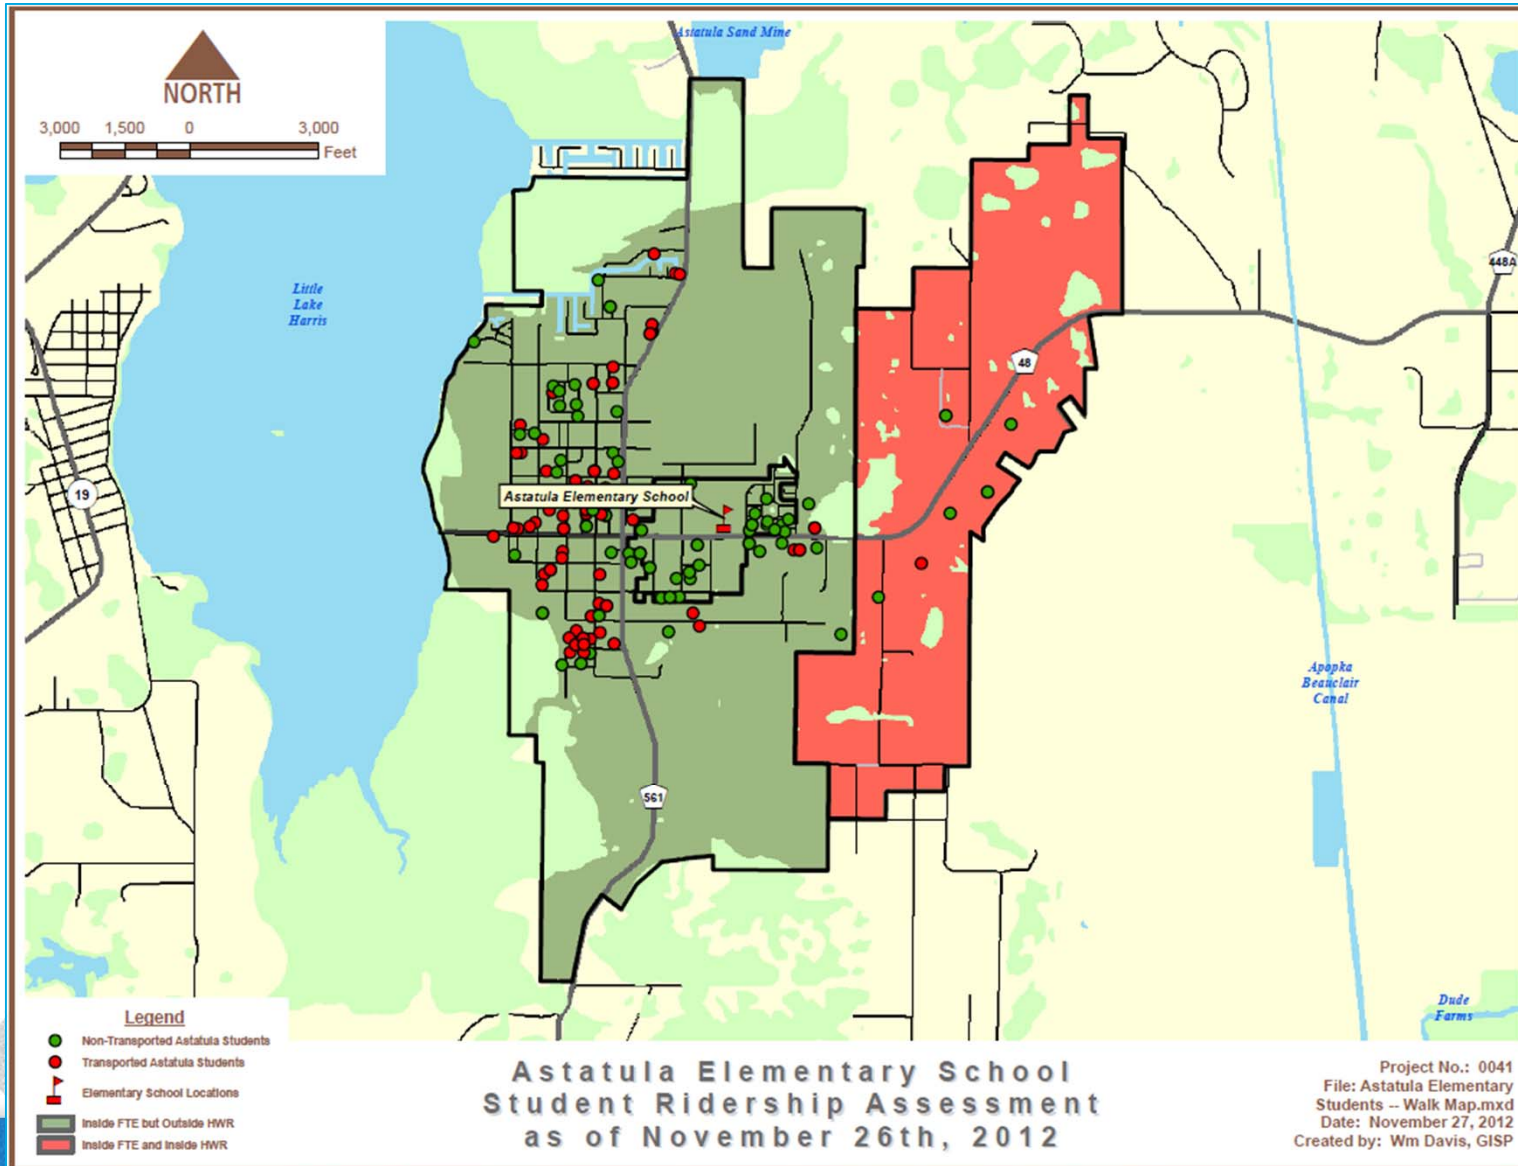 Astatula Sand Mine
NORTH
3,000 1,500 0 3,000
Feet
448A
Little
Lake
Harris
48
19
Astatula Elementary School
Apopka
Beauclair
Canal
561
Dude
Farms
Legend
Non-Transported Astatula Students
Transported Astatula Students
Elementary School Locations
Inside FTE but Outside HWR
Inside FTE and Inside HWR
Astatula Elementary School
Student Ridership Assessment
as of November 26th, 2012
Project No.: 0041
File: Astatula Elementary
Students -- Walk Map.mxd
Date: November 27, 2012
Created by: Wm Davis, GISP